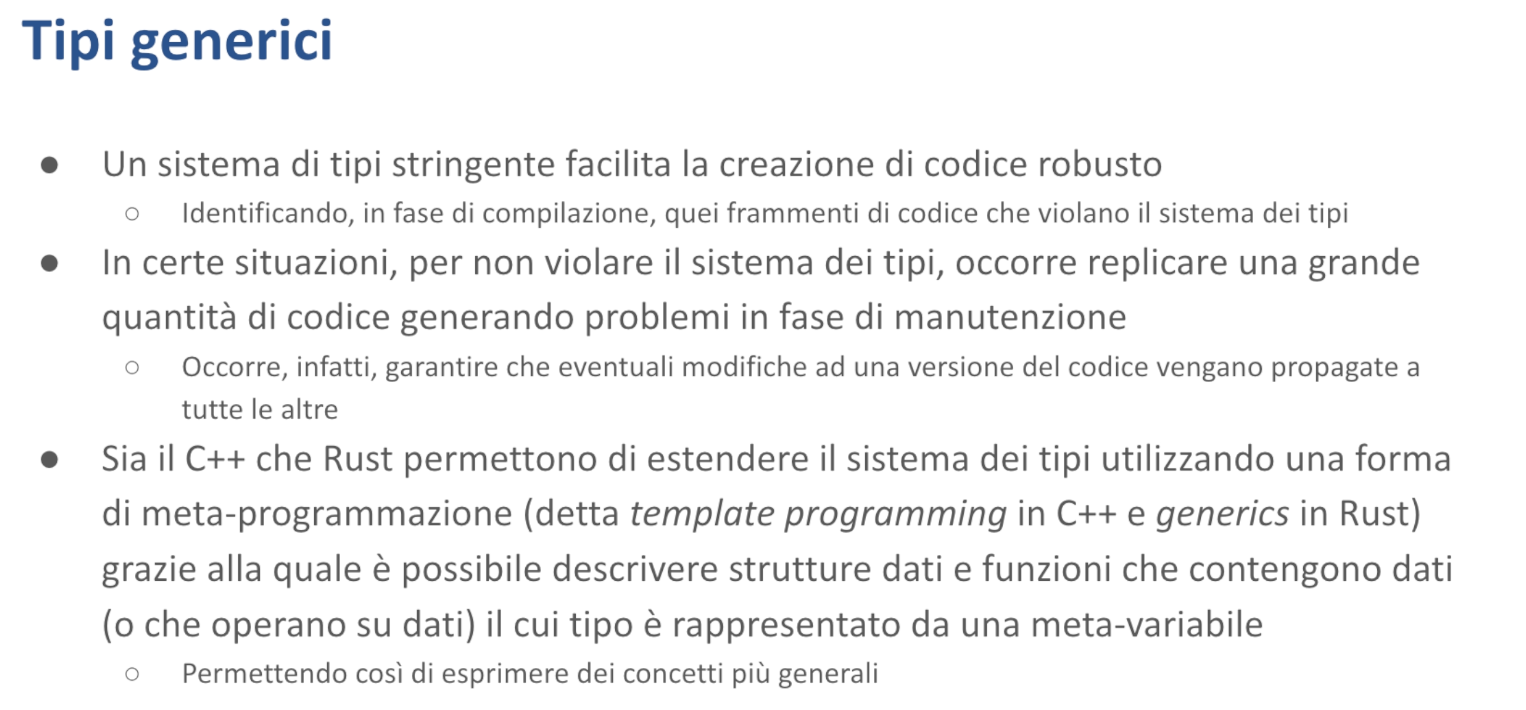 Tipi generici
● Un sistema di tipi stringente facilita la creazione di codice robusto
○ Identificando, in fase di compilazione, quei frammenti di codice che violano il sistema dei tipi
● In certe situazioni, per non violare il sistema dei tipi, occorre replicare una grande
quantità di codice generando problemi in fase di manutenzione
○ Occorre, infatti, garantire che eventuali modifiche ad una versione del codice vengano propagate a
tutte le altre
● Sia il C++ che Rust permettono di estendere il sistema dei tipi utilizzando una forma
di meta-programmazione (detta template programming in C++ e generics in Rust)
grazie alla quale è possibile descrivere strutture dati e funzioni che contengono dati
(o che operano su dati) il cui tipo è rappresentato da una meta-variabile
○ Permettendo così di esprimere dei concetti più generali